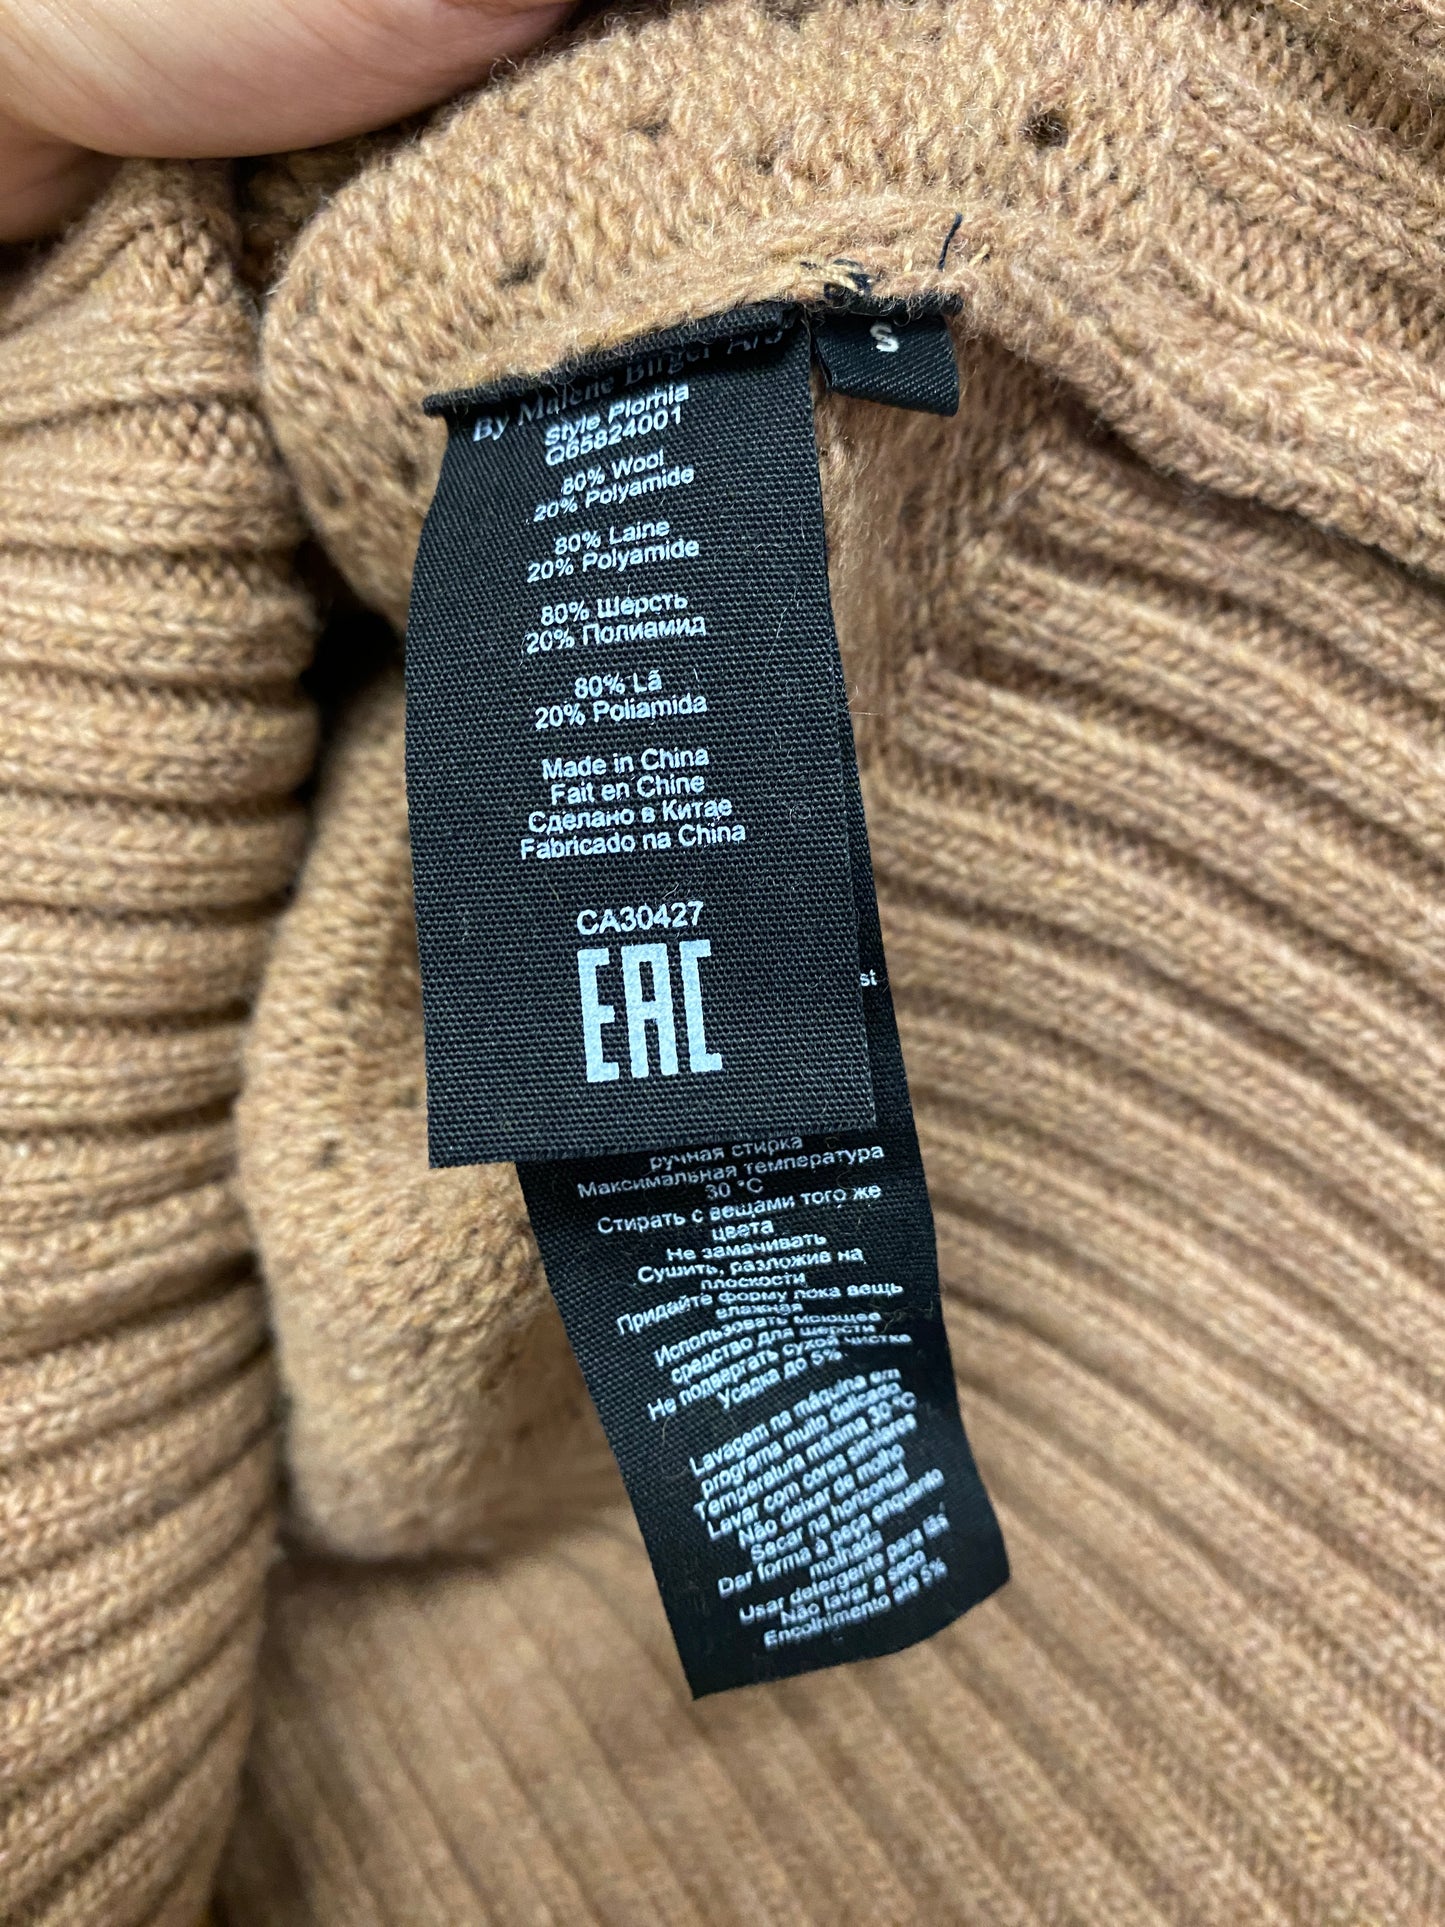 By Malene Birger A/S
S
Style Plomia
Q65824001
80% Wool
20% Polyamide
80% Laine
20% Polyamide
80% Шерсть
20% Полиамид
80% Lã
20% Poliamida
Made in China
Fait en Chine
Сделано в Китае
Fabricado na China
CA30427
EAC
st
ручная стирка
Максимальная температура
30 °C
Стирать с вещами того же
цвета
Не замачивать
Сушить, разложив на
плоскости
Придайте форму пока вещь
влажная
Использовать моющее
средство для шерсти
Не подвергать сухой чистке
Усадка до 5%
Lavagem na máquina em
programa muito delicado
Temperatura máxima 30 °C
Lavar com cores similares
Não deixar de molho
Secar na horizontal
Dar forma à peça enquanto
molhada
Usar detergente para lãs
Não lavar a seco
Encolhimento até 5%